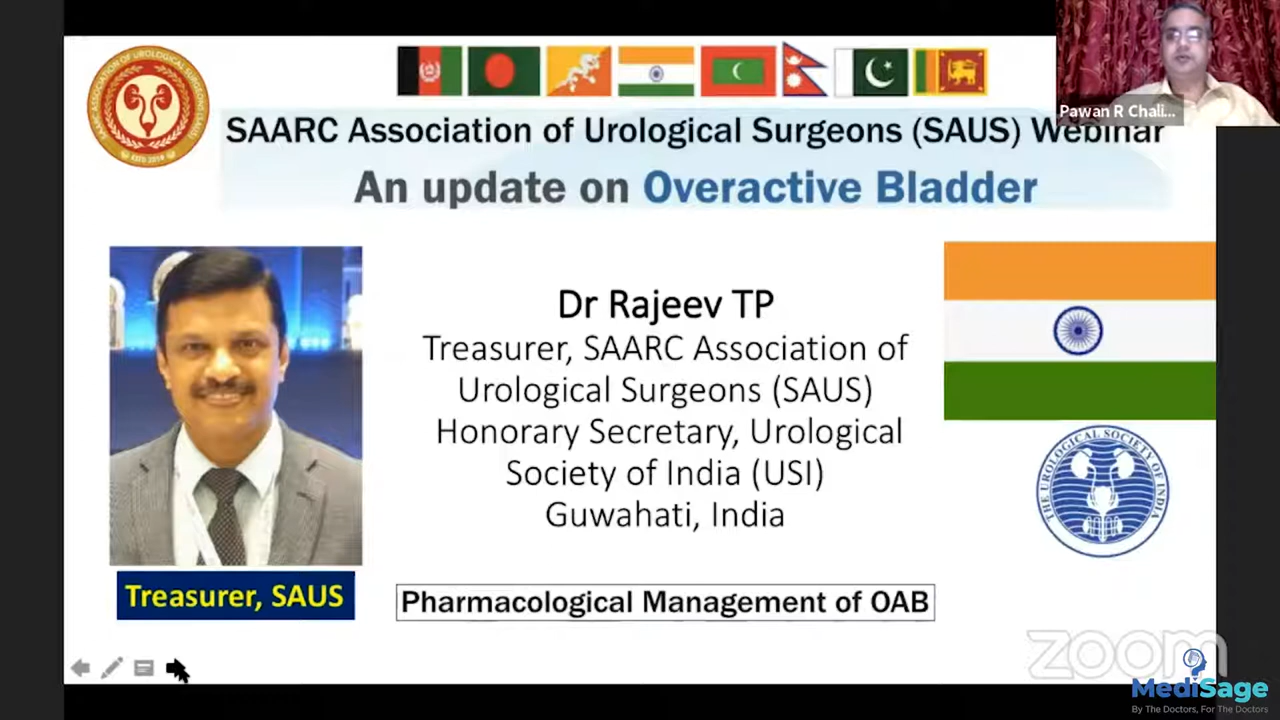 Pawan R Chali...
SAARC Association of Urological Surgeons (SAUS) Webinar
An update on Overactive Bladder
Dr Rajeev TP
Treasurer, SAARC Association of
Urological Surgeons (SAUS)
Honorary Secretary, Urological
Society of India (USI)
Guwahati, India
THE UROLOGICAL SOCIETY OF INDIA
Treasurer, SAUS
Pharmacological Management of OAB
zoom
MediSage
By The Doctors, For The Doctors